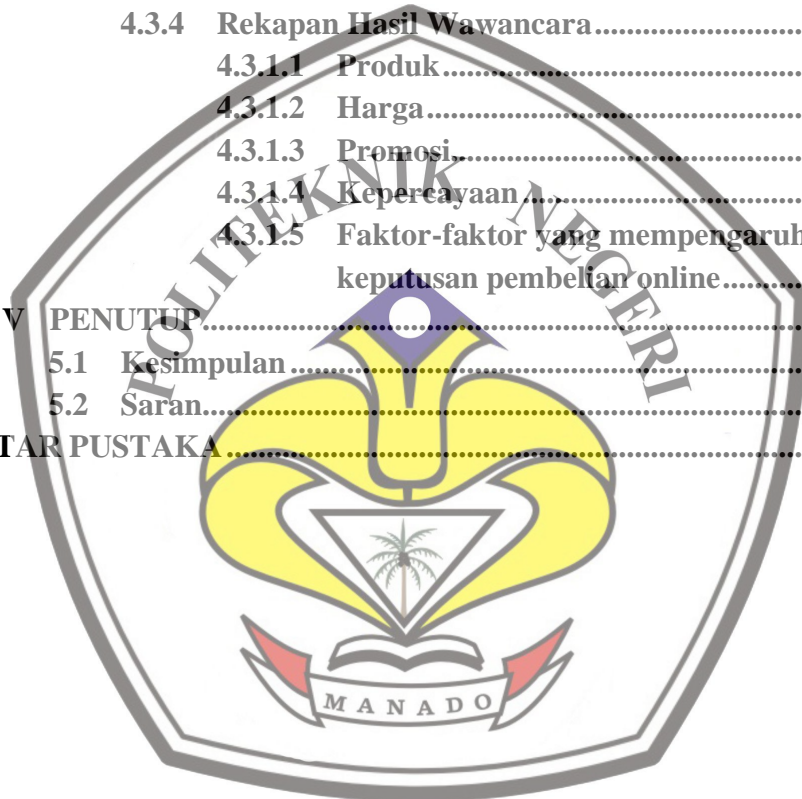 4.3.4 Rekapan Hasil Wawancara..............................
4.3.1.1 Produk..............................
4.3.1.2 Harga..............................
4.3.1.3 Promosi..............................
4.3.1.4 Kepercayaan..............................
4.3.1.5 Faktor-faktor yang mempengaruh
keputusan pembelian online..............................
V PENUTUP..............................
5.1 Kesimpulan..............................
5.2 Saran..............................
TAR PUSTAKA..............................
POLITEKNIK NEGERI
MANADO